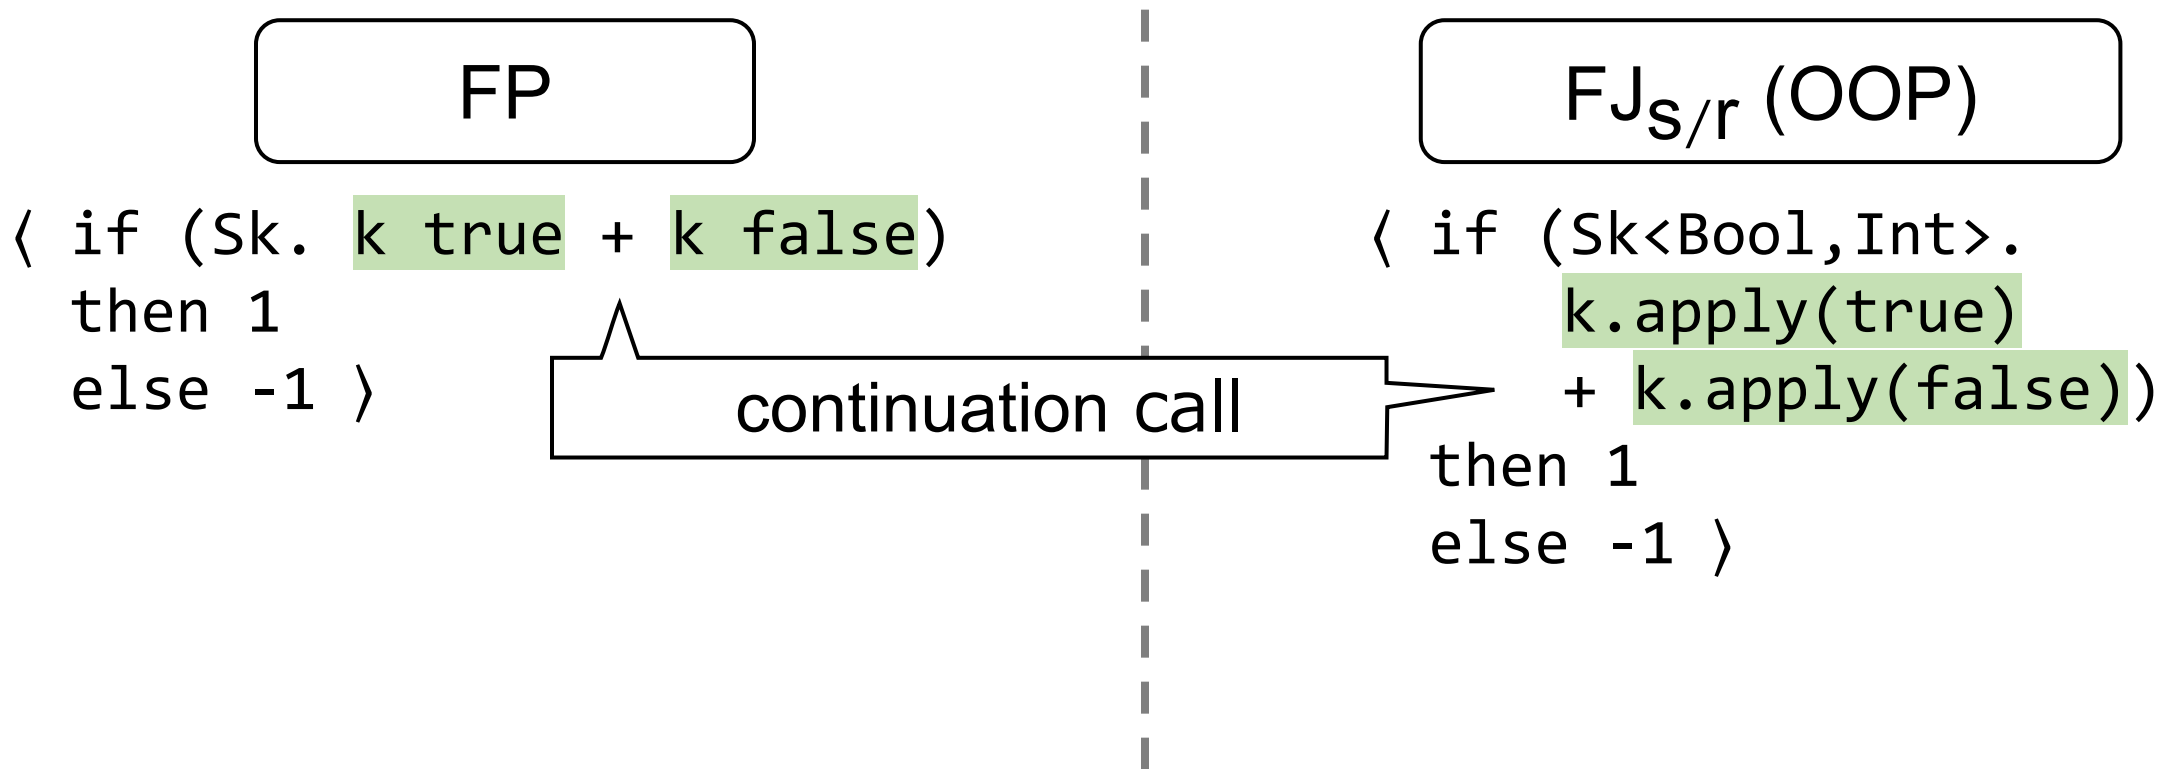 FP
⟨ if (Sk. k true + k false)
then 1
else -1 ⟩
continuation call
FJs/r (OOP)
⟨ if (Sk<Bool,Int>.
k.apply(true)
+ k.apply(false))
then 1
else -1 ⟩